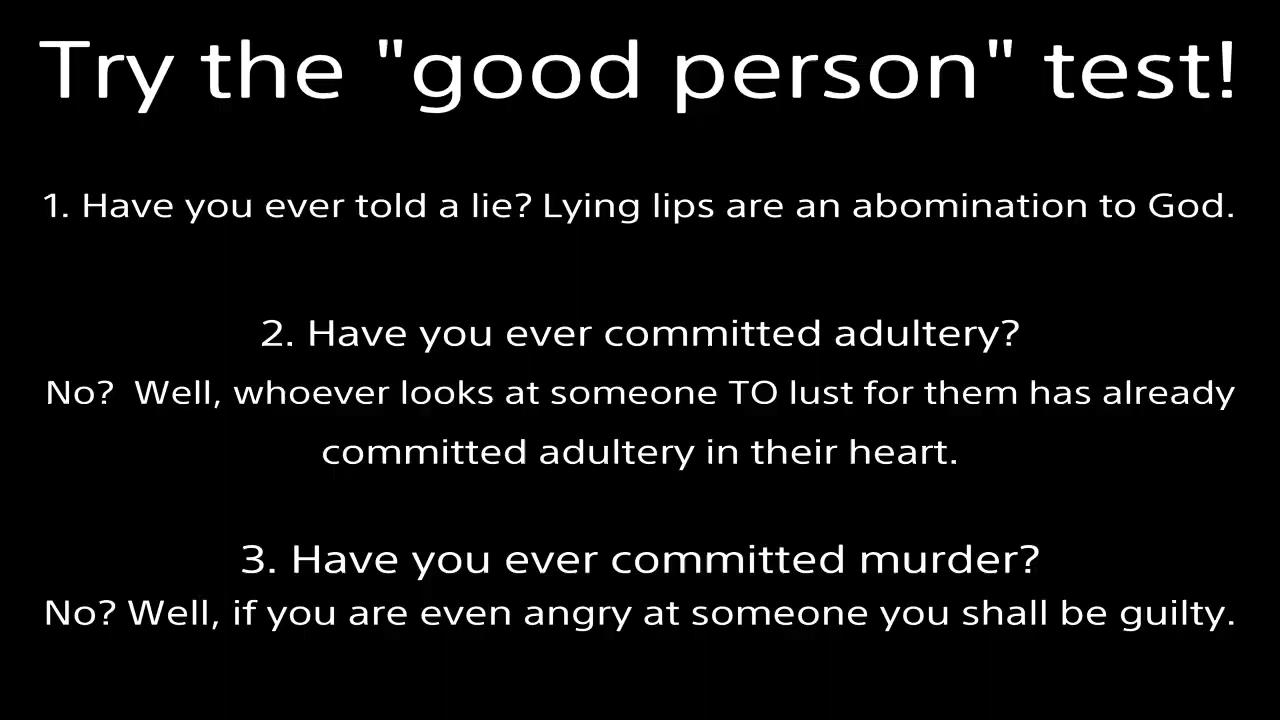 Try the "good person" test!
1. Have you ever told a lie? Lying lips are an abomination to God.
2. Have you ever committed adultery?
No?  Well, whoever looks at someone TO lust for them has already
committed adultery in their heart.
3. Have you ever committed murder?
No? Well, if you are even angry at someone you shall be guilty.